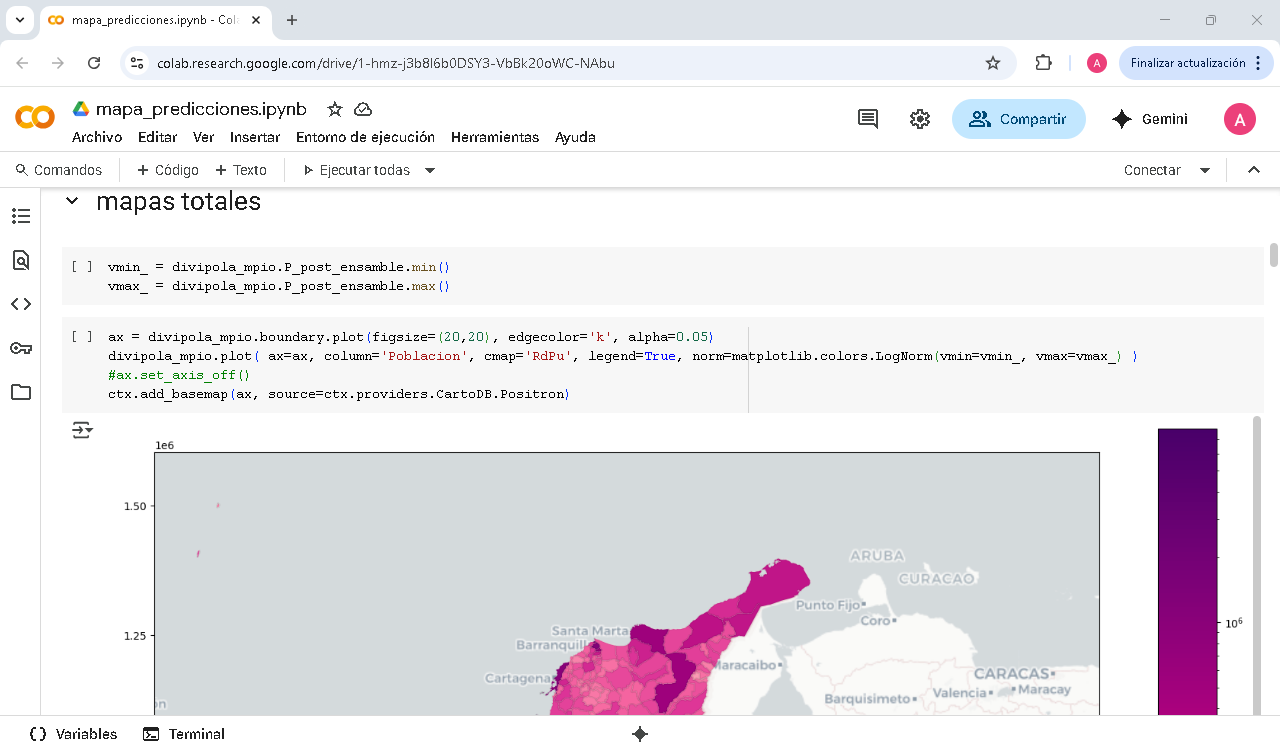 mapa_predicciones.ipynb - Col
colab.research.google.com/drive/1-hmz-j3b8l6b0DSY3-VbBk20oWC-NAbu
A
Finalizar actualización
mapa_predicciones.ipynb
Archivo Editar Ver Insertar Entorno de ejecución Herramientas Ayuda
Compartir
Gemini
A
Comandos + Código + Texto Ejecutar todas
Conectar
mapas totales
[ ] vmin_ = divipola_mpio.P_post_ensamble.min()
vmax_ = divipola_mpio.P_post_ensamble.max()
[ ] ax = divipola_mpio.boundary.plot(figsize=(20,20), edgecolor='k', alpha=0.05)
divipola_mpio.plot( ax=ax, column='Poblacion', cmap='RdPu', legend=True, norm=matplotlib.colors.LogNorm(vmin=vmin_, vmax=vmax_) )
#ax.set_axis_off()
ctx.add_basemap(ax, source=ctx.providers.CartoDB.Positron)
1e6
1.50
ARUBA
CURACAO
Punto Fijo
Coro
1.25
10⁶
Santa Marta
Barranquill
Maracaibo
CARACAS
Cartagena
Valencia
Maracay
Barquisimeto
on
Variables
Terminal